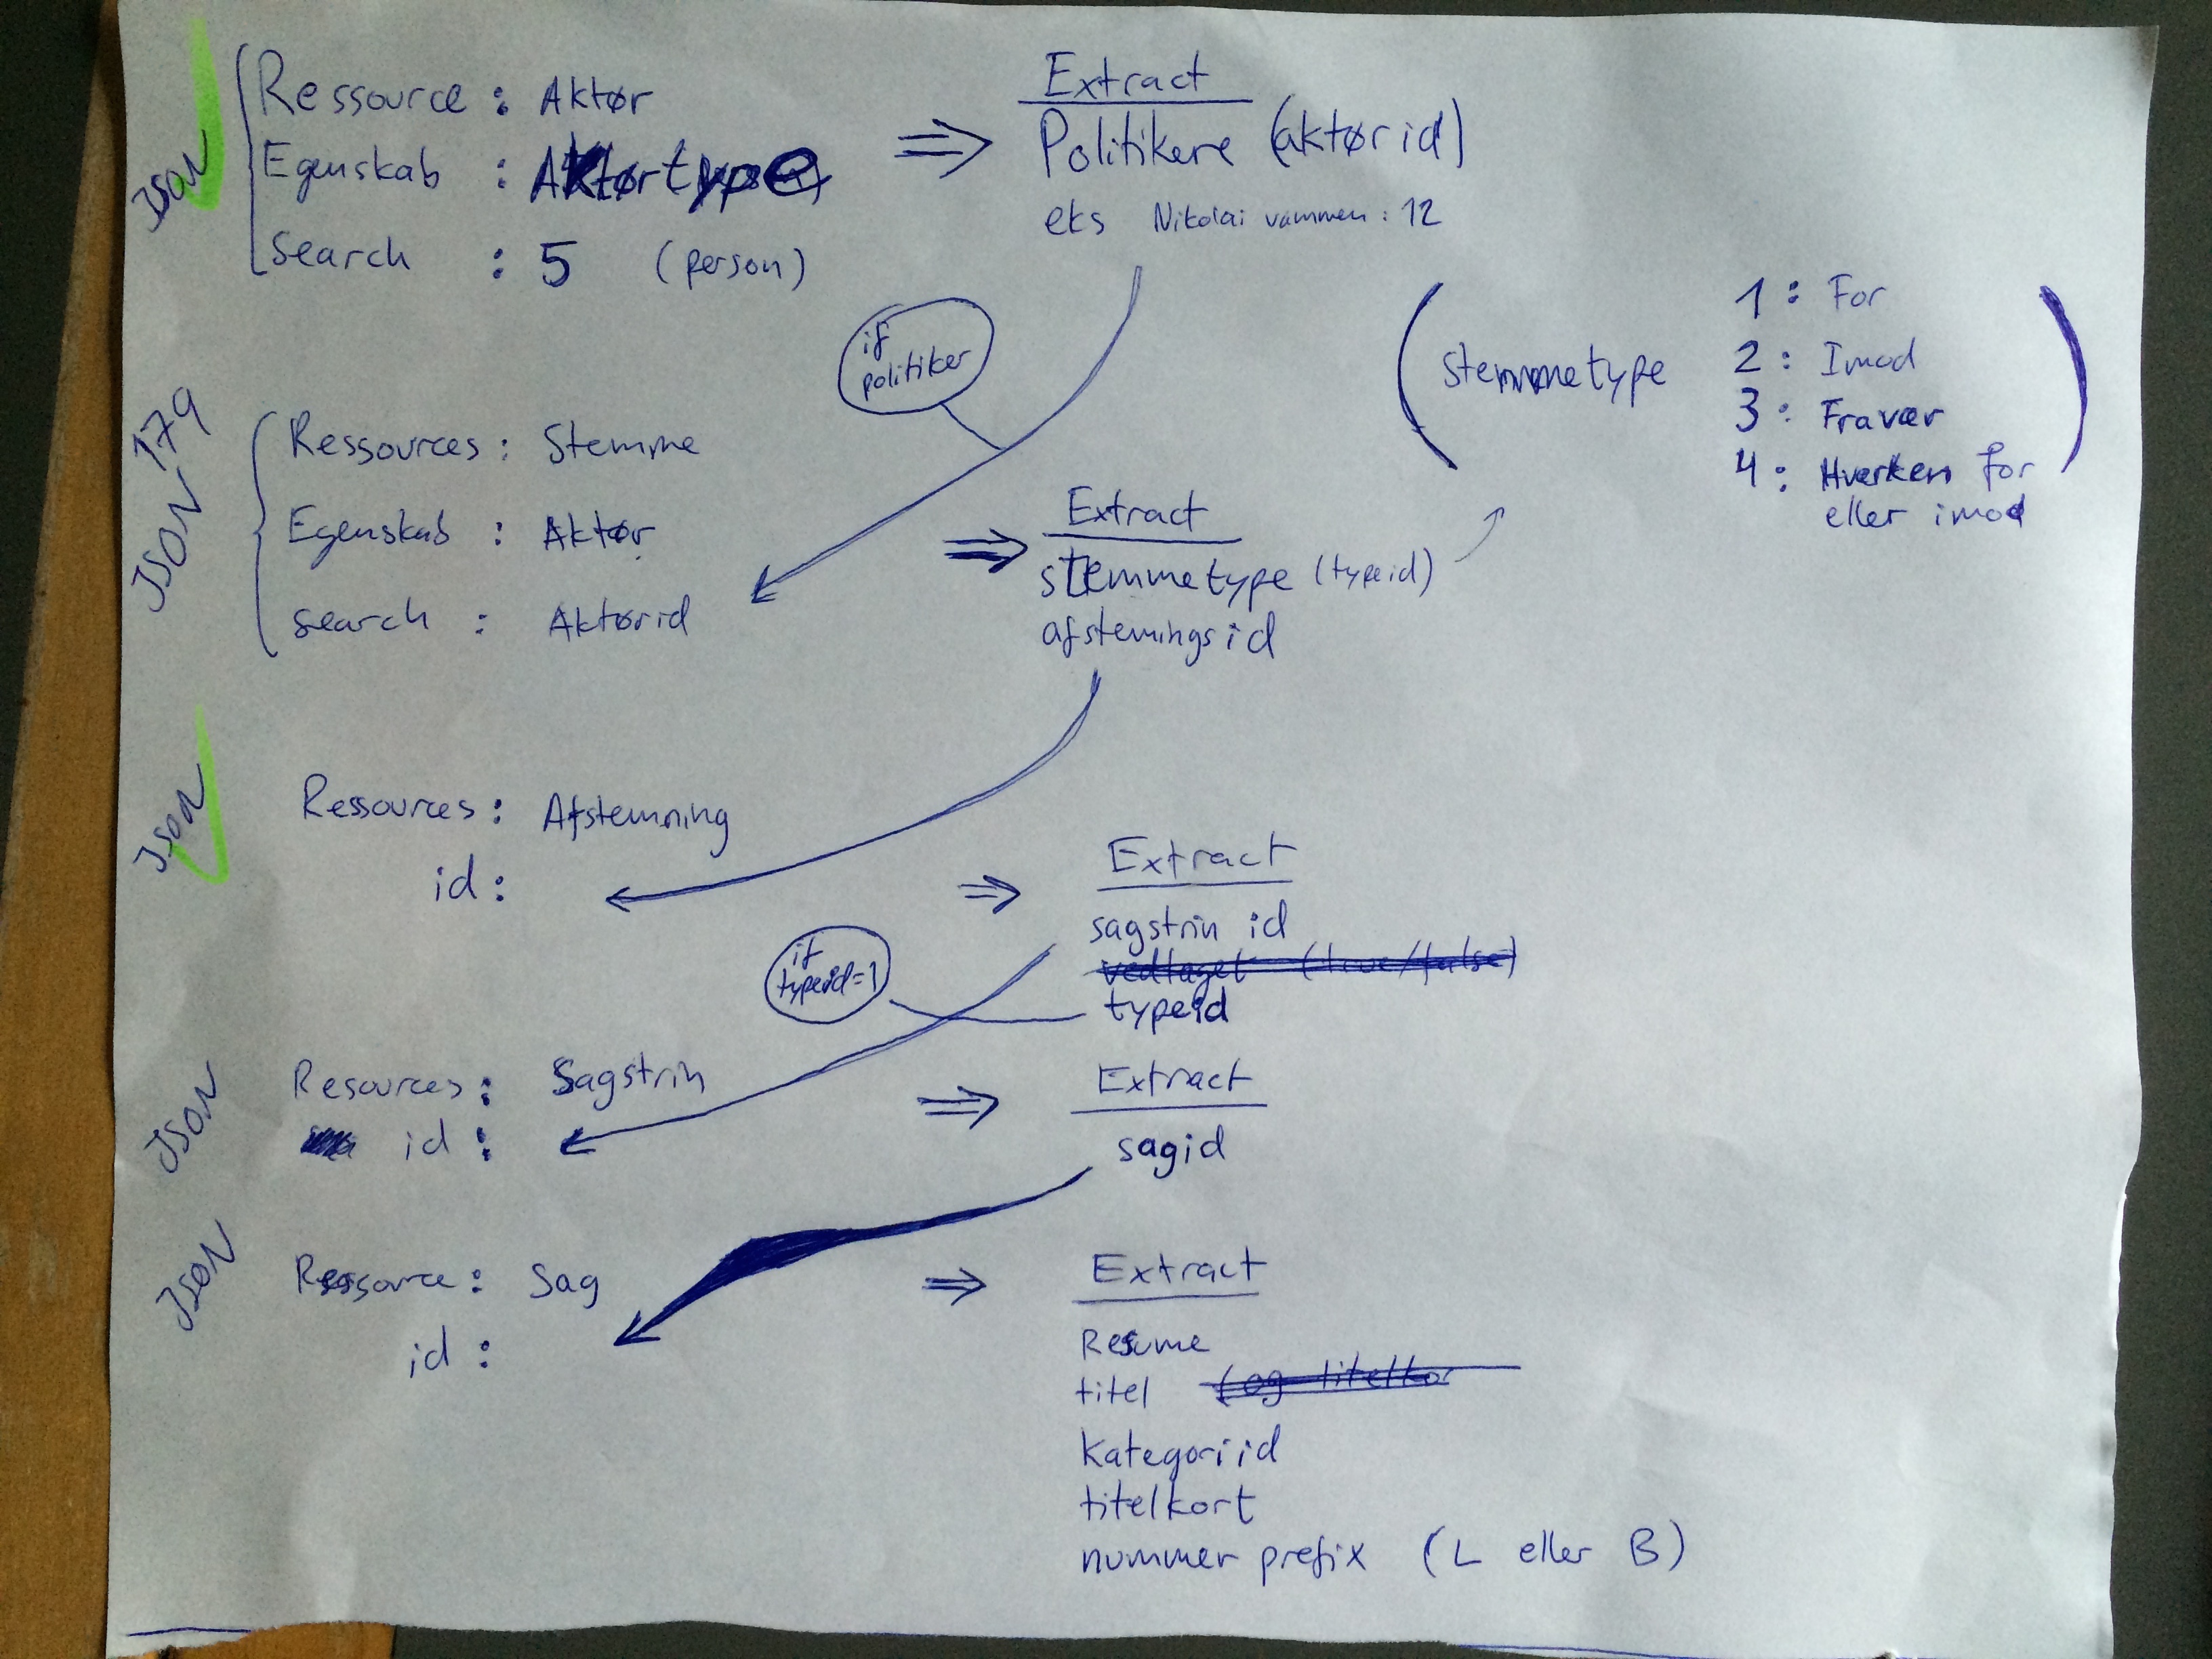 Json
Ressource : Aktør
Egenskab : Aktørtype
Search : 5 (person)
Extract
Politikere (aktørid)
eks Nikolai vammen : 12
if
politiker
stemmetype
1 : For
2 : Imod
3 : Fravær
4 : Hverken for
eller imod
JSON 179
Ressources : Stemme
Egenskab : Aktør
search : Aktørid
Extract
stemmetype (typeid)
afstemingsid
Json
Ressources : Afstemning
id :
Extract
sagstrin id
vedtaget (true/false)
typeid
if
typeid=1
JSON
Resources : Sagstrin
id :
Extract
sagid
JSON
Ressource : Sag
id :
Extract
Resume
titel (og titelkor
Kategoriid
titelkort
nummer prefix (L eller B)